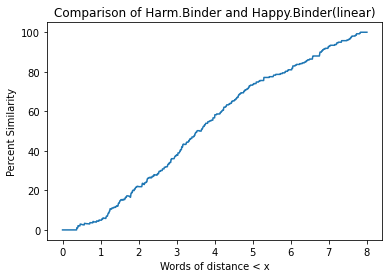 Comparison of Harm.Binder and Happy.Binder(linear)
100
80
60
40
20
0
Percent Similarity
0 1 2 3 4 5 6 7 8
Words of distance < x